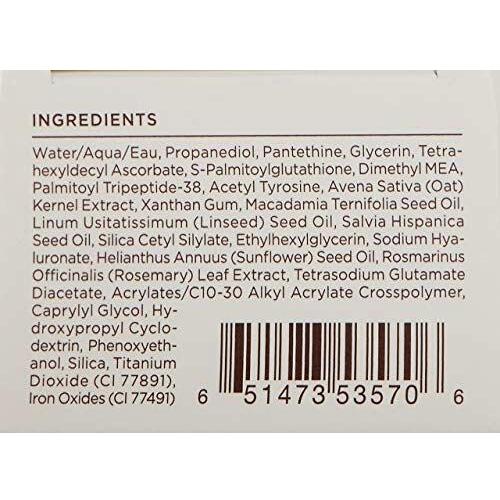 INGREDIENTS
Water/Aqua/Eau, Propanediol, Pantethine, Glycerin, Tetra-
hexyldecyl Ascorbate, S-Palmitoylglutathione, Dimethyl MEA,
Palmitoyl Tripeptide-38, Acetyl Tyrosine, Avena Sativa (Oat)
Kernel Extract, Xanthan Gum, Macadamia Ternifolia Seed Oil,
Linum Usitatissimum (Linseed) Seed Oil, Salvia Hispanica
Seed Oil, Silica Cetyl Silylate, Ethylhexylglycerin, Sodium Hya-
luronate, Helianthus Annuus (Sunflower) Seed Oil, Rosmarinus
Officinalis (Rosemary) Leaf Extract, Tetrasodium Glutamate
Diacetate, Acrylates/C10-30 Alkyl Acrylate Crosspolymer,
Caprylyl Glycol, Hy-
droxypropyl Cyclo-
dextrin, Phenoxyeth-
anol, Silica, Titanium
Dioxide (CI 77891),
Iron Oxides (CI 77491)
6 51473 53570 6